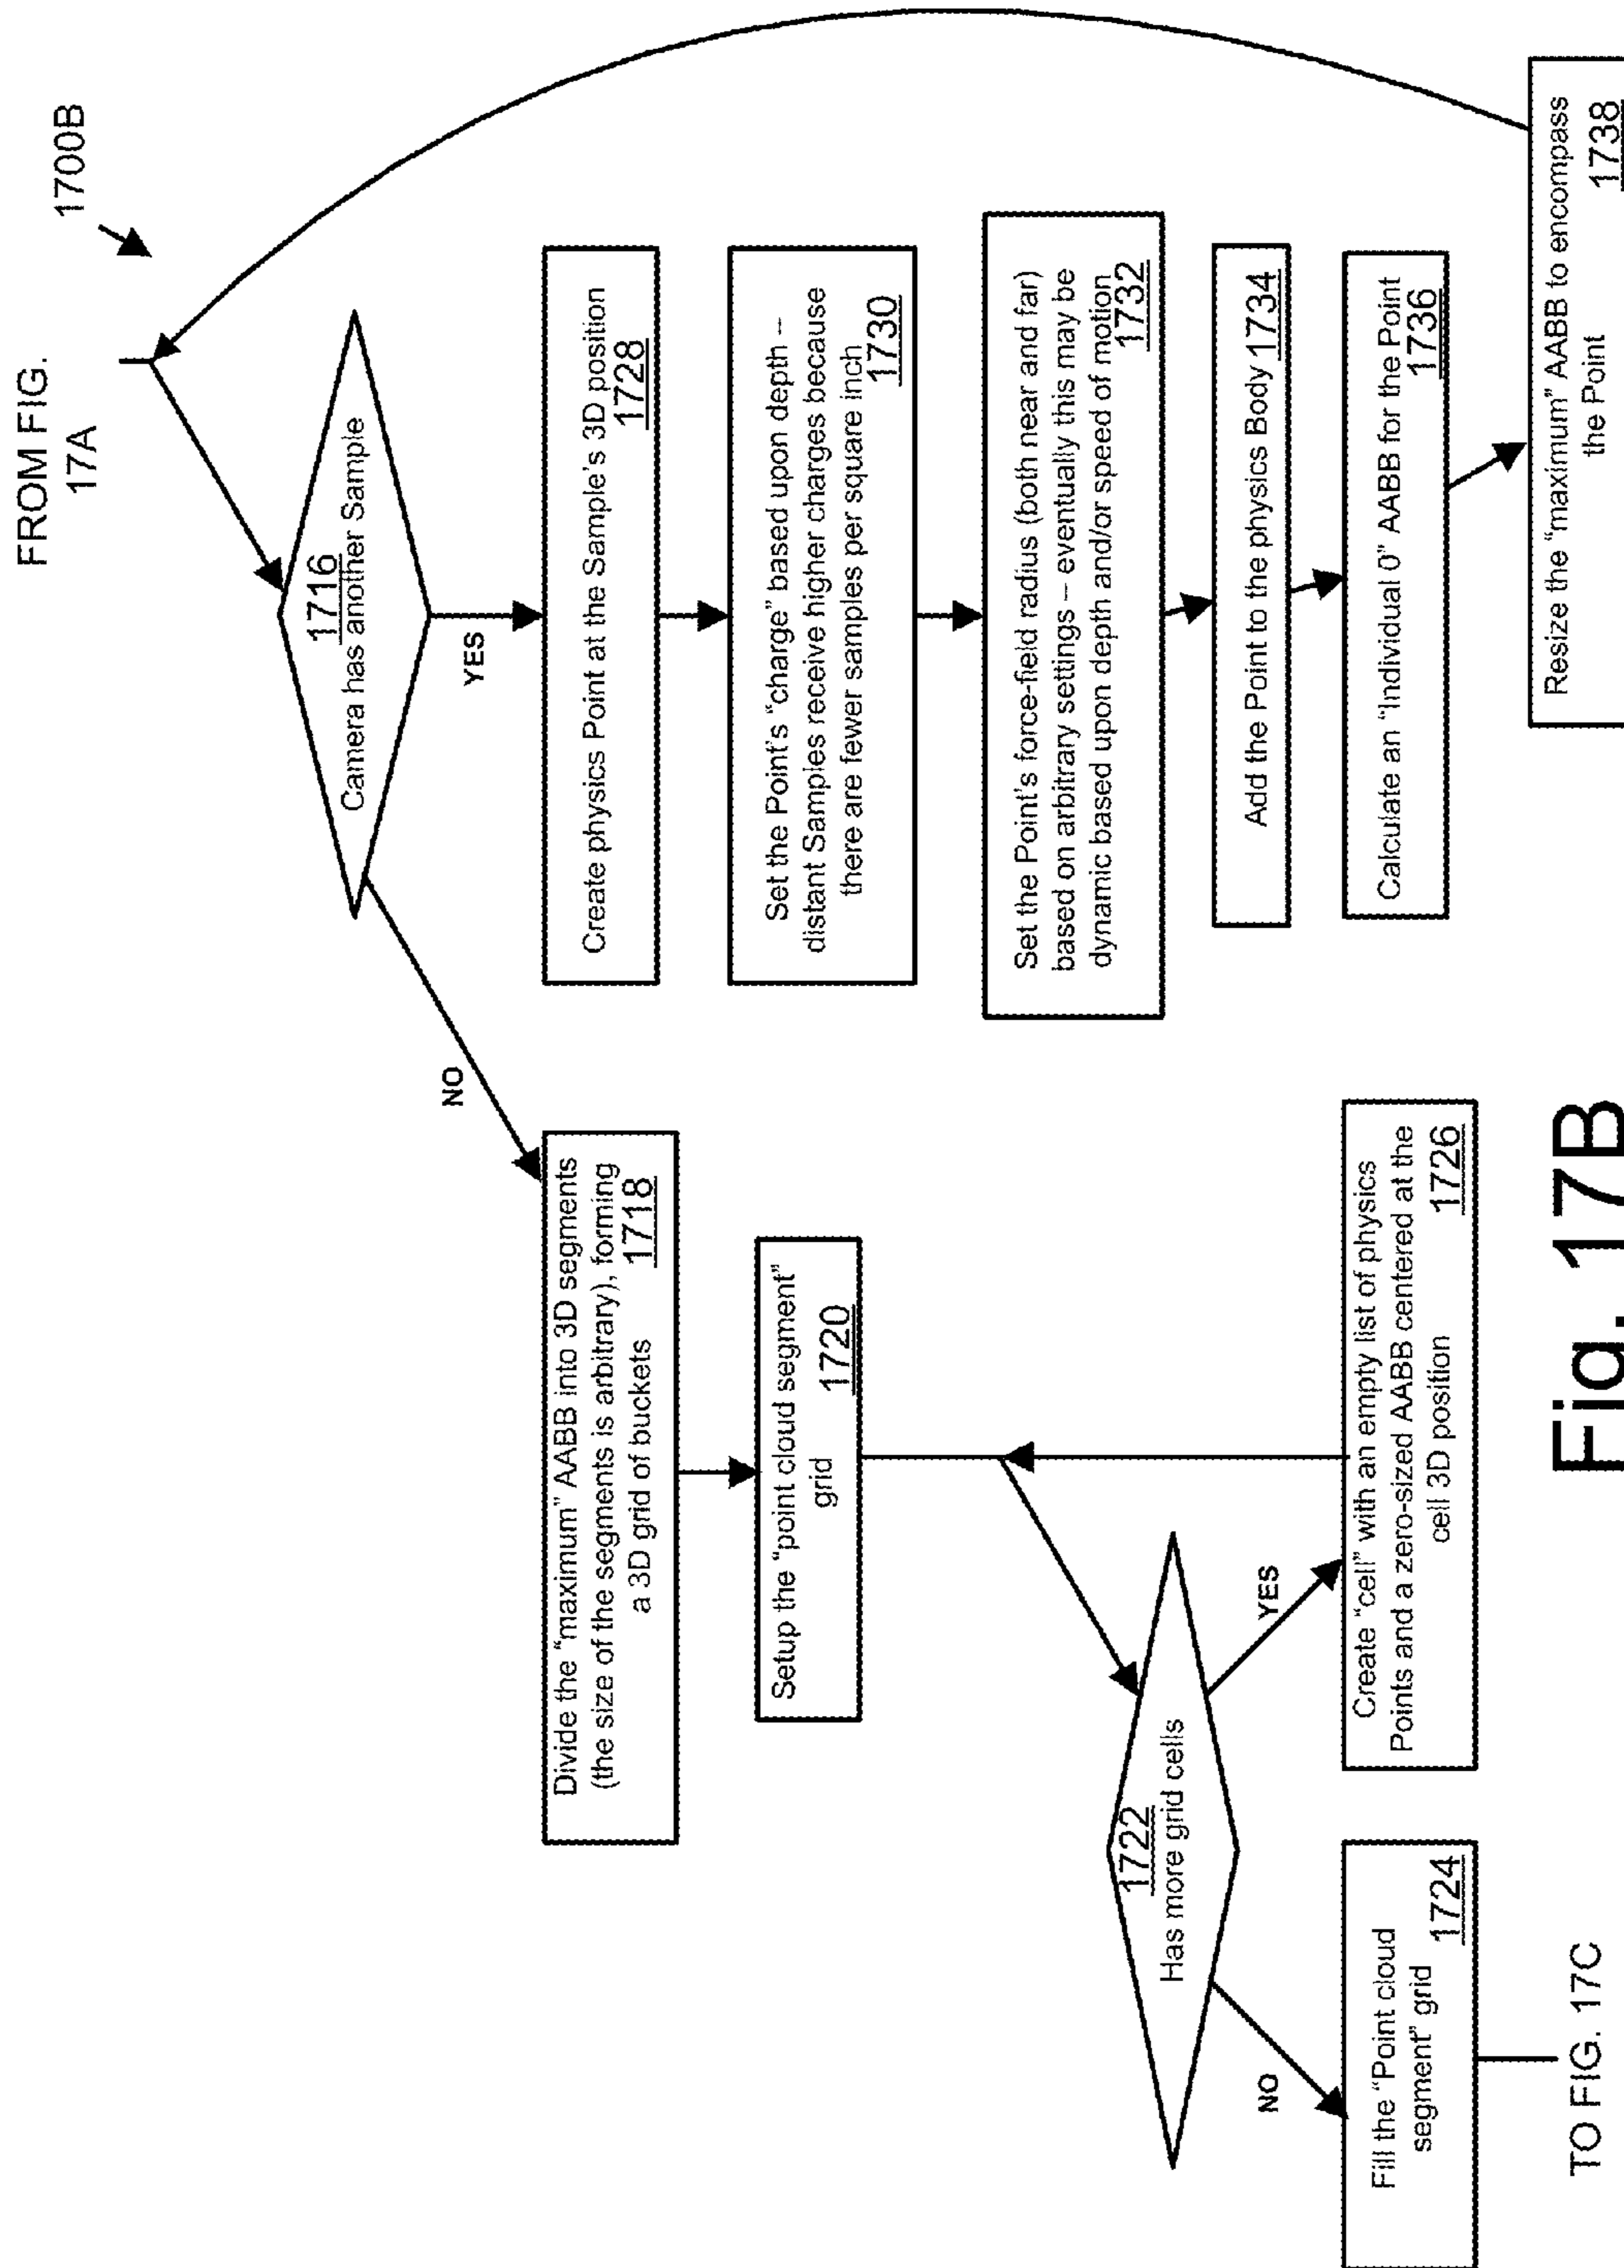 FROM FIG.
17A
1700B
1716
Camera has another Sample
YES
NO
Create physics Point at the Sample's 3D position
1728
Set the Point's "charge" based upon depth --
distant Samples receive higher charges because
there are fewer samples per square inch
1730
Set the Point's force-field radius (both near and far)
based on arbitrary settings – eventually this may be
dynamic based upon depth and/or speed of motion
1732
Add the Point to the physics Body 1734
Calculate an "Individual 0" AABB for the Point
1736
Resize the "maximum" AABB to encompass
the Point 1738
Divide the "maximum" AABB into 3D segments
(the size of the segments is arbitrary), forming
a 3D grid of buckets 1718
Setup the "point cloud segment"
grid 1720
1722
Has more grid cells
YES
NO
Create "cell" with an empty list of physics
Points and a zero-sized AABB centered at the
cell 3D position 1726
Fill the "Point cloud
segment" grid 1724
TO FIG. 17C
Fig. 17B